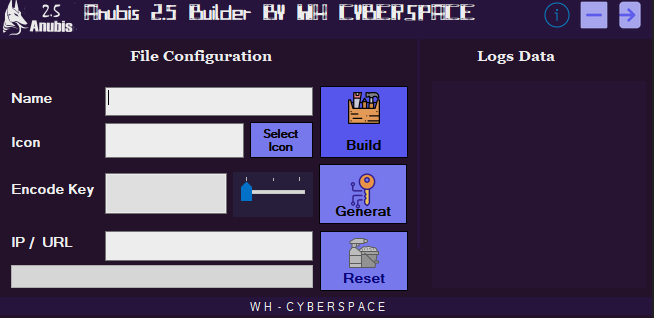 2.5
Anubis
Anubis 2.5 Builder BY WH CYBERSPACE
File Configuration
Logs Data
Name
Icon
Select
Icon
Build
Encode Key
Generat
IP / URL
Reset
WH-CYBERSPACE